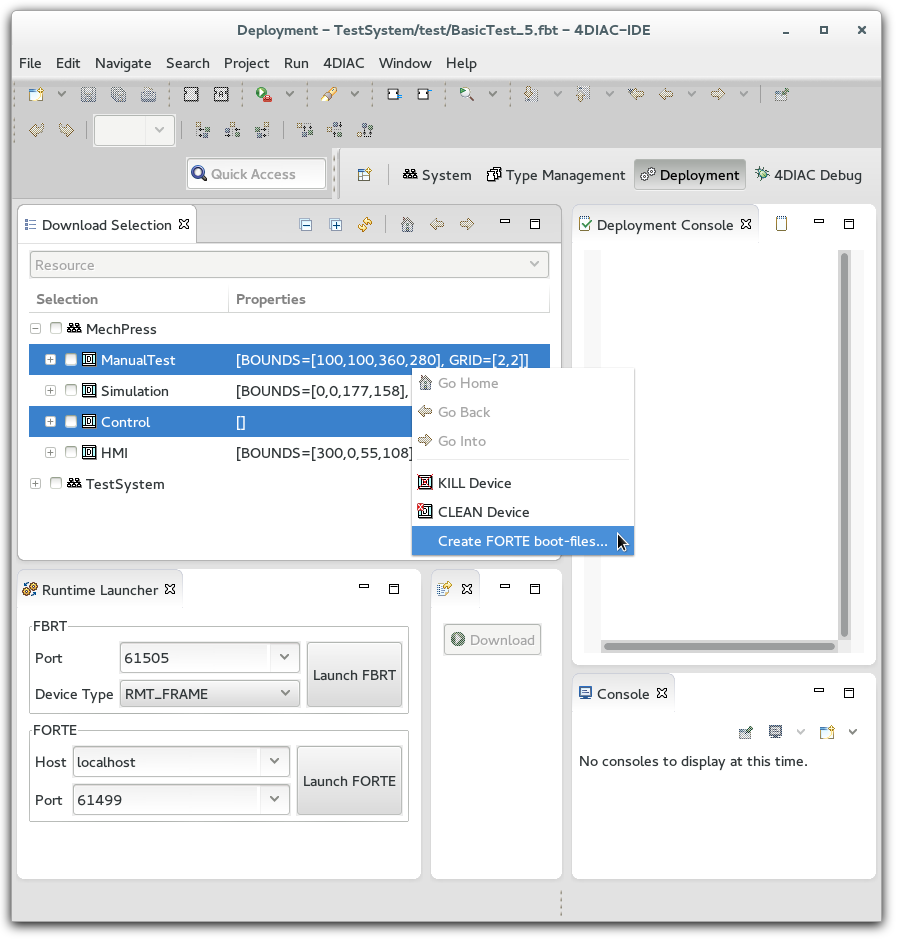 Deployment – TestSystem/test/BasicTest_5.fbt – 4DIAC-IDE
File Edit Navigate Search Project Run 4DIAC Window Help
Quick Access System Type Management Deployment 4DIAC Debug
Download Selection
Resource
Selection Properties
MechPress
ManualTest [BOUNDS=[100,100,360,280], GRID=[2,2]]
Simulation [BOUNDS=[0,0,177,158],
Control []
HMI [BOUNDS=[300,0,55,108]
TestSystem
Go Home
Go Back
Go Into
KILL Device
CLEAN Device
Create FORTE boot-files...
Deployment Console
Runtime Launcher
FBRT
Port 61505
Device Type RMT_FRAME
Launch FBRT
FORTE
Host localhost
Port 61499
Launch FORTE
Download
Console
No consoles to display at this time.